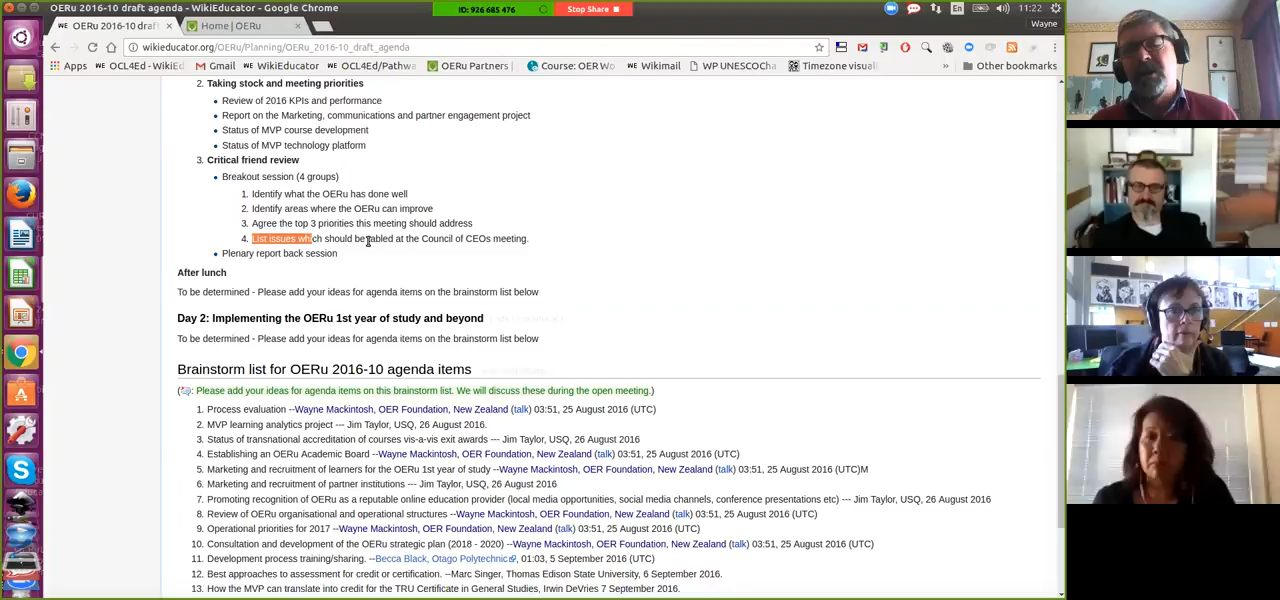 OERu 2016-10 draft agenda - WikiEducator - Google Chrome
ID: 926 685 476
Stop Share
En
11:22
OERu 2016-10 draft
Home | OERu
Wayne
wikieducator.org/OERu/Planning/OERu_2016-10_draft_agenda
Apps
WE OCL4Ed - WikiEd
Gmail
WE WikiEducator
WE OCL4Ed/Pathwa
OERu Partners |
Course: OER Wo
WE Wikimail
WP UNESCOCha
Timezone visuali
»
Other bookmarks
2. Taking stock and meeting priorities
Review of 2016 KPIs and performance
Report on the Marketing, communications and partner engagement project
Status of MVP course development
Status of MVP technology platform
3. Critical friend review
Breakout session (4 groups)
1. Identify what the OERu has done well
2. Identify areas where the OERu can improve
3. Agree the top 3 priorities this meeting should address
4. List issues which should be tabled at the Council of CEOs meeting.
Plenary report back session
After lunch
To be determined - Please add your ideas for agenda items on the brainstorm list below
Day 2: Implementing the OERu 1st year of study and beyond
To be determined - Please add your ideas for agenda items on the brainstorm list below
Brainstorm list for OERu 2016-10 agenda items
(: Please add your ideas for agenda items on this brainstorm list. We will discuss these during the open meeting.)
1. Process evaluation --Wayne Mackintosh, OER Foundation, New Zealand (talk) 03:51, 25 August 2016 (UTC)
2. MVP learning analytics project --- Jim Taylor, USQ, 26 August 2016.
3. Status of transnational accreditation of courses vis-a-vis exit awards --- Jim Taylor, USQ, 26 August 2016
4. Establishing an OERu Academic Board --Wayne Mackintosh, OER Foundation, New Zealand (talk) 03:51, 25 August 2016 (UTC)
5. Marketing and recruitment of learners for the OERu 1st year of study --Wayne Mackintosh, OER Foundation, New Zealand (talk) 03:51, 25 August 2016 (UTC)M
6. Marketing and recruitment of partner institutions --- Jim Taylor, USQ, 26 August 2016
7. Promoting recognition of OERu as a reputable online education provider (local media opportunities, social media channels, conference presentations etc) --- Jim Taylor, USQ, 26 August 2016
8. Review of OERu organisational and operational structures --Wayne Mackintosh, OER Foundation, New Zealand (talk) 03:51, 25 August 2016 (UTC)
9. Operational priorities for 2017 --Wayne Mackintosh, OER Foundation, New Zealand (talk) 03:51, 25 August 2016 (UTC)
10. Consultation and development of the OERu strategic plan (2018 - 2020) --Wayne Mackintosh, OER Foundation, New Zealand (talk) 03:51, 25 August 2016 (UTC)
11. Development process training/sharing. --Becca Black, Otago Polytechnic, 01:03, 5 September 2016 (UTC)
12. Best approaches to assessment for credit or certification. --Marc Singer, Thomas Edison State University, 6 September 2016.
13. How the MVP can translate into credit for the TRU Certificate in General Studies, Irwin DeVries 7 September 2016.